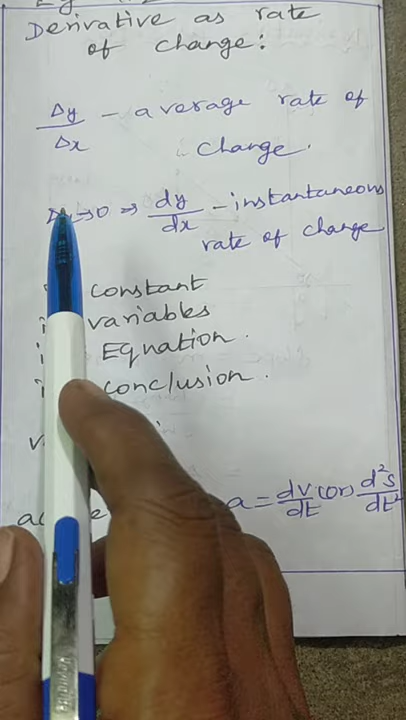 Derivative as rate
of change:
Δy/Δx - average rate of
change.
→0 ⇒ dy/dx - instantaneous
rate of change
constant
variables
Equation.
conclusion.
a = dv/dt (or) d²s/dt²